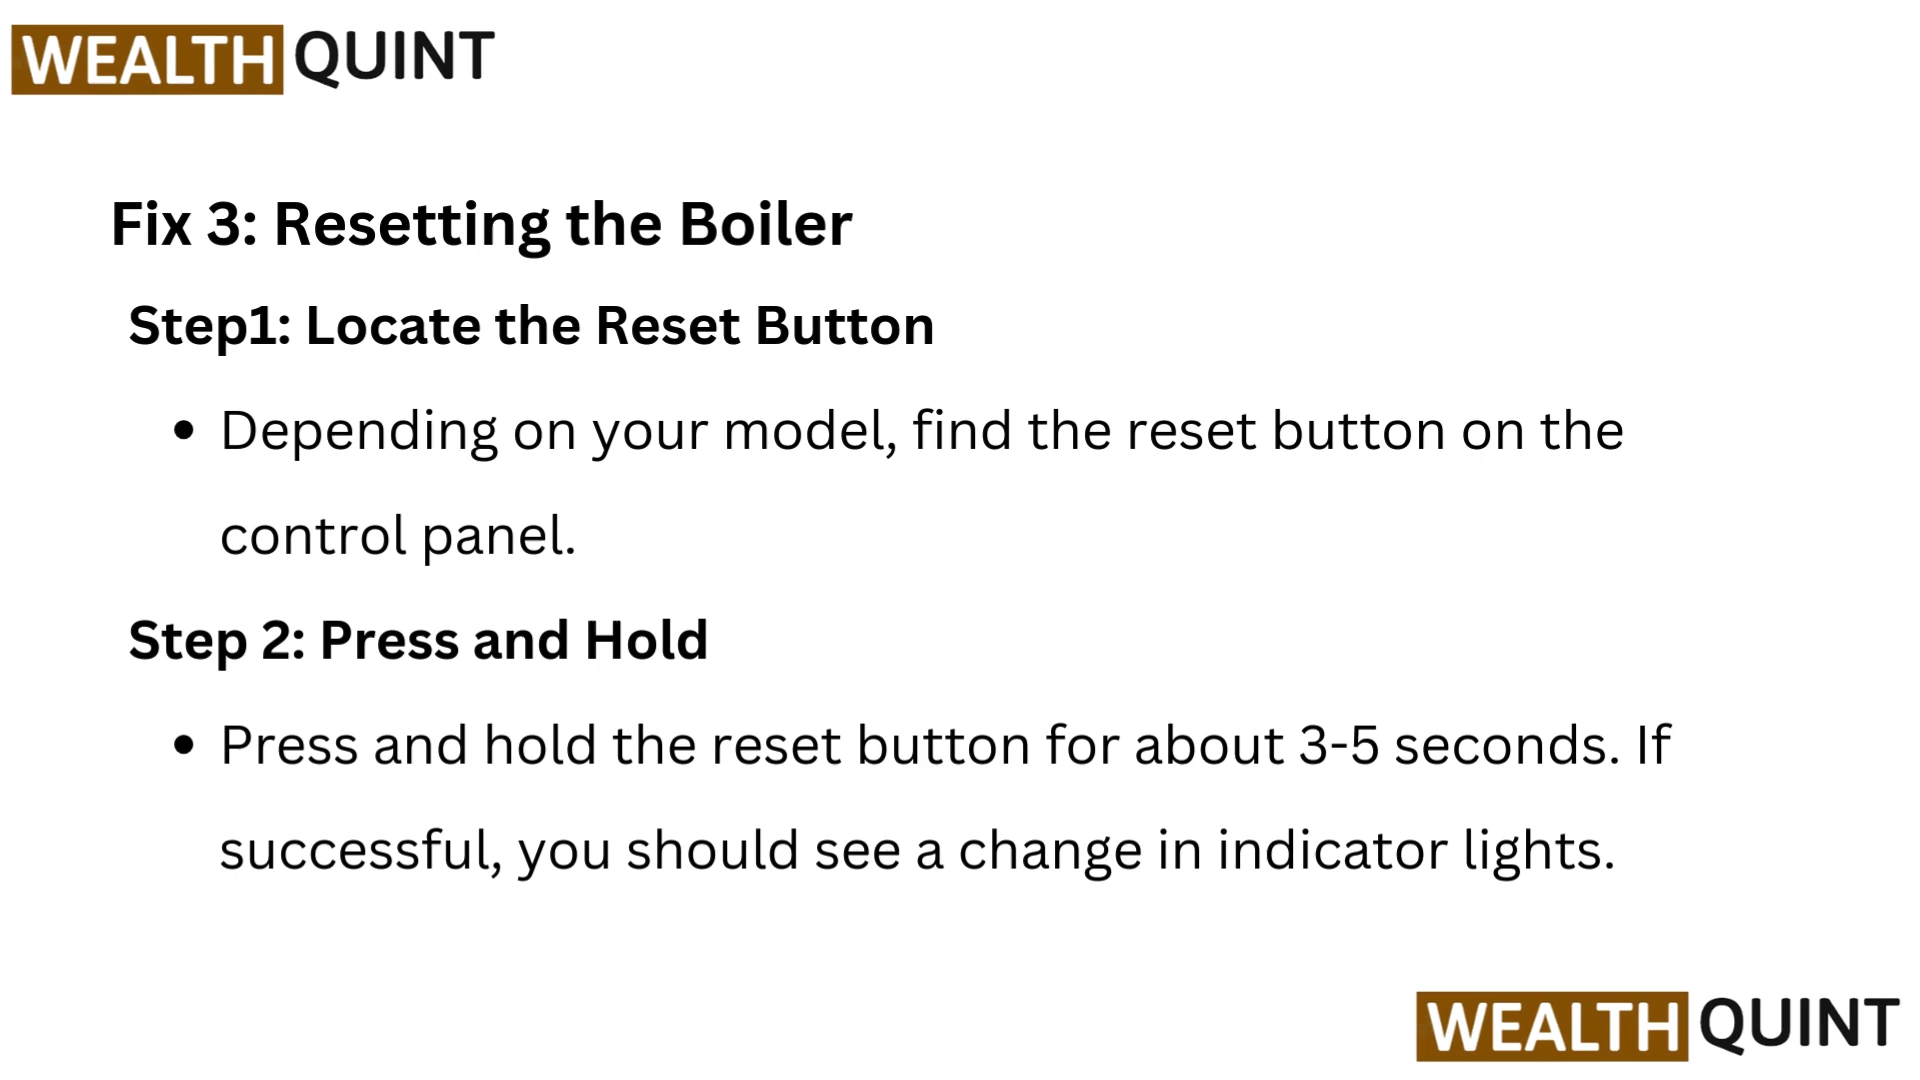 WEALTH QUINT
Fix 3: Resetting the Boiler
Step1: Locate the Reset Button
• Depending on your model, find the reset button on the
control panel.
Step 2: Press and Hold
• Press and hold the reset button for about 3-5 seconds. If
successful, you should see a change in indicator lights.
WEALTH QUINT